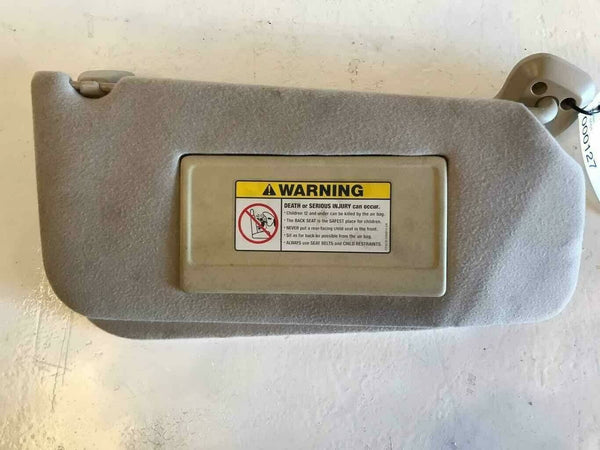 WARNING
DEATH or SERIOUS INJURY can occur.
• Children 12 and under can be killed by the air bag.
• The BACK SEAT is the SAFEST place for children.
• NEVER put a rear-facing child seat in the front.
• Sit as far back as possible from the air bag.
• ALWAYS use SEAT BELTS and CHILD RESTRAINTS.
000127